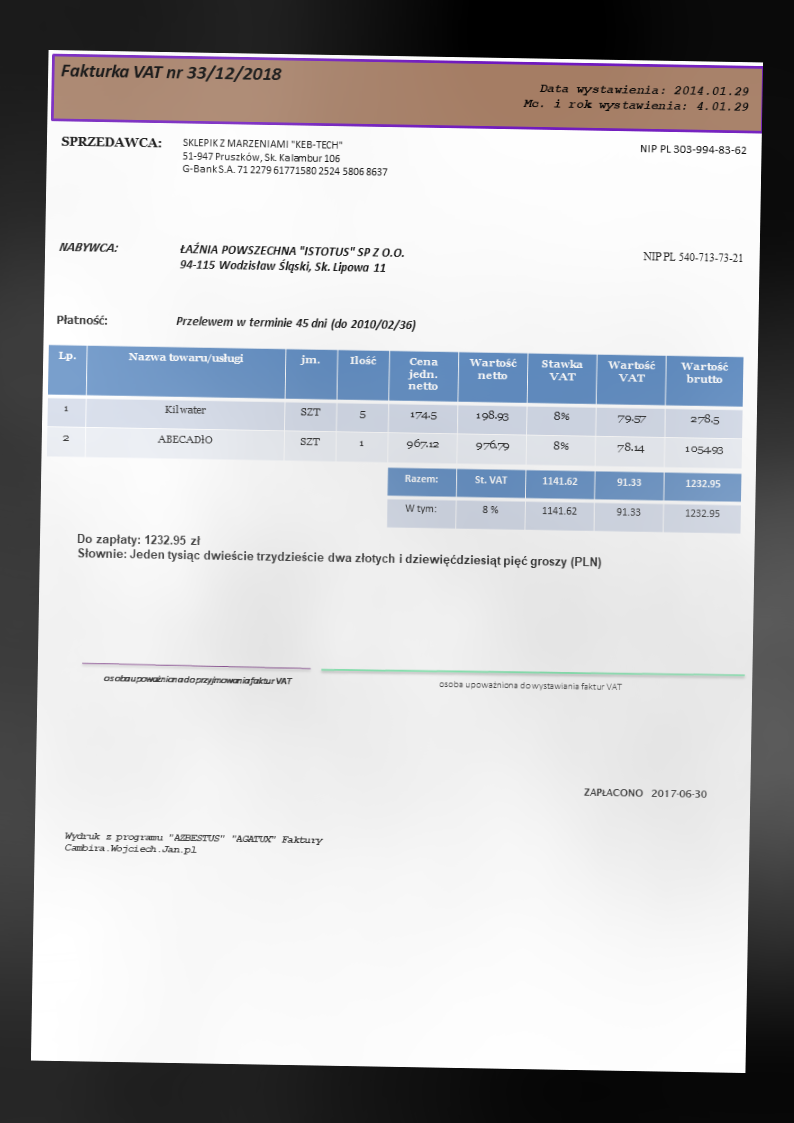 Fakturka VAT nr 33/12/2018
Data wystawienia: 2014.01.29
Mc. i rok wystawienia: 4.01.29
SPRZEDAWCA: SKLEPIK Z MARZENIAMI "KEB-TECH" NIP PL 303-994-83-62
51-947 Pruszków, Sk. Kalambur 106
G-Bank S.A. 71 2279 61771580 2524 5806 8637
NABYWCA: ŁAŹNIA POWSZECHNA "ISTOTUS" SP Z O.O. NIP PL 540-713-73-21
94-115 Wodzisław Śląski, Sk. Lipowa 11
Płatność: Przelewem w terminie 45 dni (do 2010/02/36)
Lp. Nazwa towaru/usługi jm. Ilość Cena jedn. netto Wartość netto Stawka VAT Wartość VAT Wartość brutto
1 Kilwater SZT 5 174.5 198.93 8% 79.57 278.5
2 ABECADŁO SZT 1 967.12 976.79 8% 78.14 1054.93
Razem: St. VAT 1141.62 91.33 1232.95
W tym: 8 % 1141.62 91.33 1232.95
Do zapłaty: 1232.95 zł
Słownie: Jeden tysiąc dwieście trzydzieście dwa złotych i dziewięćdziesiąt pięć groszy (PLN)
osoba upoważniona do przyjmowania faktur VAT
osoba upoważniona do wystawiania faktur VAT
ZAPŁACONO 2017-06-30
Wydruk z programu "AZBESTUS" "AGATUX" Faktury
Cambira.Wojciech.Jan.pl